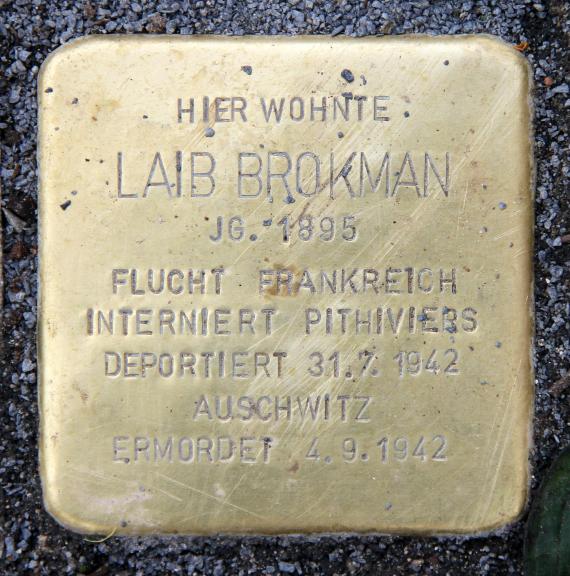 HIER WOHNTE
LAIB BROKMAN
JG. 1895
FLUCHT FRANKREICH
INTERNIERT PITHIVIERS
DEPORTIERT 31.7. 1942
AUSCHWITZ
ERMORDET 4.9.1942